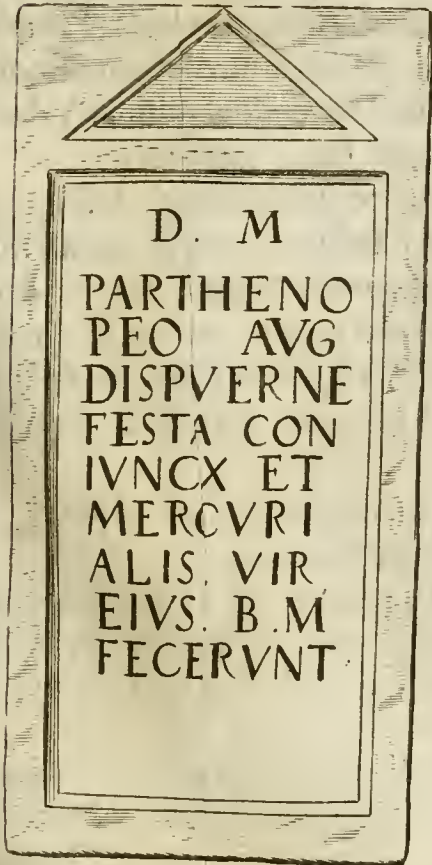 D. M
PARTHENO
PEO AVG
DISPVERNE
FESTA CON
IVNCX ET
MERCVRI
ALIS. VIR
EIVS. B.M
FECERVNT